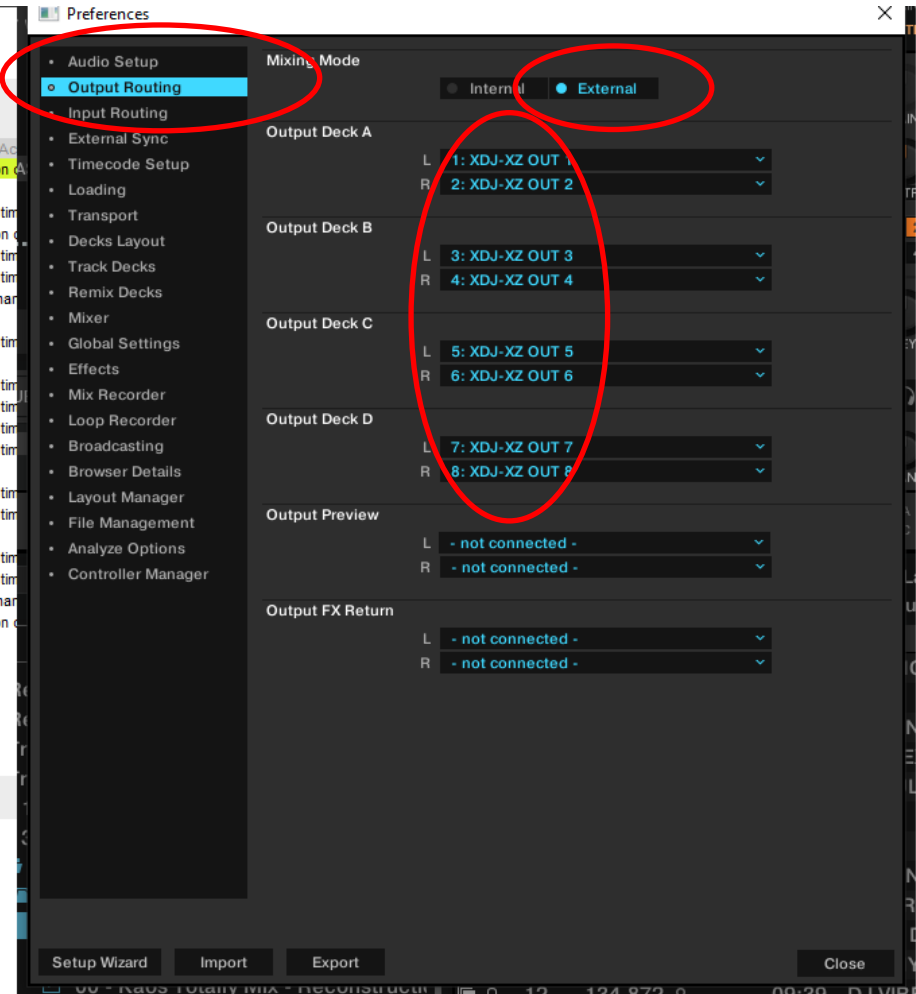 Preferences
Audio Setup
Output Routing
Input Routing
External Sync
Timecode Setup
Loading
Transport
Decks Layout
Track Decks
Remix Decks
Mixer
Global Settings
Effects
Mix Recorder
Loop Recorder
Broadcasting
Browser Details
Layout Manager
File Management
Analyze Options
Controller Manager
Mixing Mode
Internal External
Output Deck A
L 1: XDJ-XZ OUT 1
R 2: XDJ-XZ OUT 2
Output Deck B
L 3: XDJ-XZ OUT 3
R 4: XDJ-XZ OUT 4
Output Deck C
L 5: XDJ-XZ OUT 5
R 6: XDJ-XZ OUT 6
Output Deck D
L 7: XDJ-XZ OUT 7
R 8: XDJ-XZ OUT 8
Output Preview
L - not connected -
R - not connected -
Output FX Return
L - not connected -
R - not connected -
Setup Wizard Import Export Close